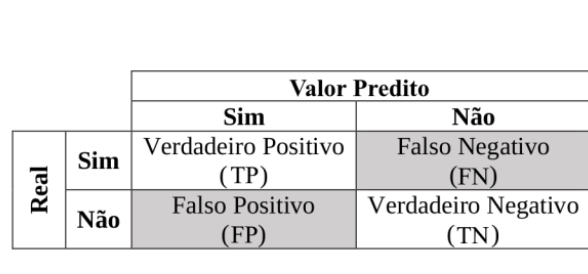 Valor Predito
Sim Não
Real
Sim Verdadeiro Positivo (TP) Falso Negativo (FN)
Não Falso Positivo (FP) Verdadeiro Negativo (TN)